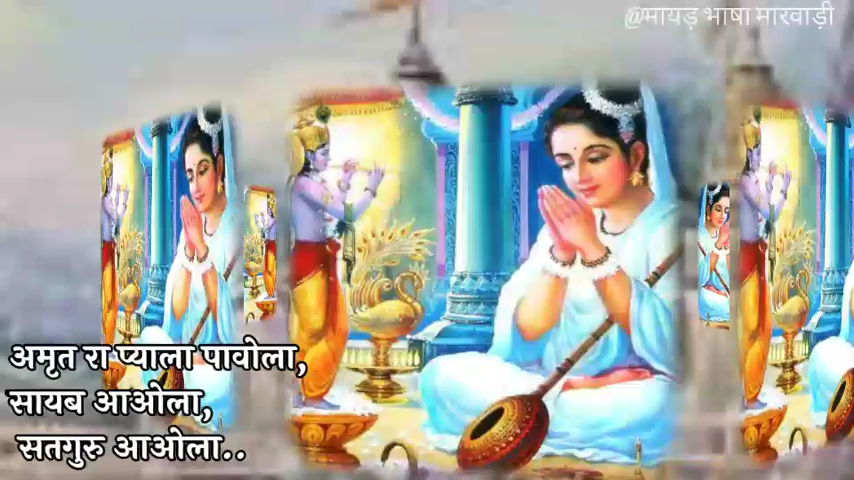 @मायड़ भाषा मारवाड़ी
अमृत रा प्याला पावोला,
सायब आओला,
सतगुरु आओला..